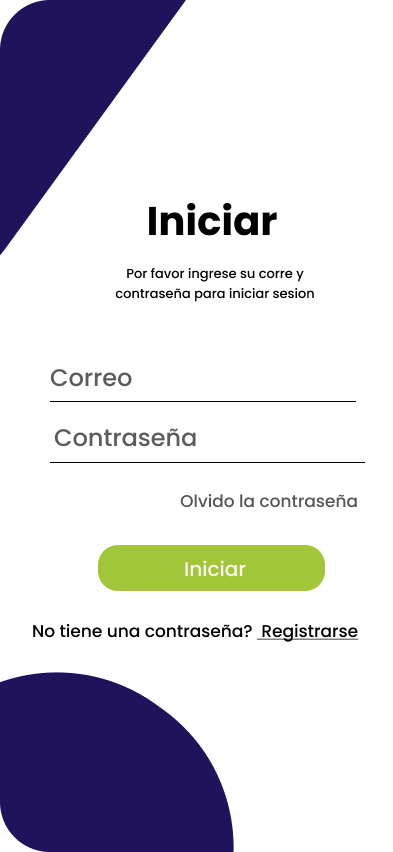 Iniciar
Por favor ingrese su corre y
contraseña para iniciar sesion
Correo
Contraseña
Olvido la contraseña
Iniciar
No tiene una contraseña? Registrarse